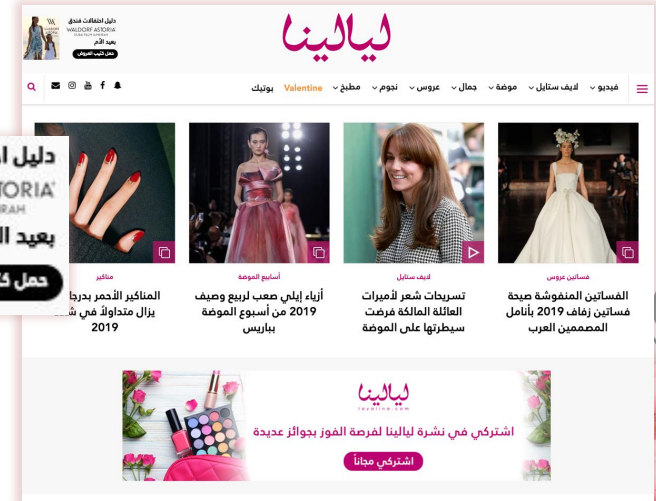 دليل احتفالات فندق
WALDORF ASTORIA
بعيد الأم
حمل كتيب العروض
ليالينا
فيديو
لايف ستايل
موضة
جمال
عروس
نجوم
مطبخ
Valentine
بوتيك
دليل ا
TORIA
RAH
بعيد ا
حمل ك
فساتين عروس
الفساتين المنفوشة صيحة
فساتين زفاف 2019 بأنامل
المصممين العرب
لايف ستايل
تسريحات شعر لأميرات
العائلة المالكة فرضت
سيطرتها على الموضة
أسابيع الموضة
أزياء إيلي صعب لربيع وصيف
2019 من أسبوع الموضة
بباريس
مناكير
المناكير الأحمر بدرجا
يزال متداولاً في ش
2019
ليالينا
layalina.com
اشتركي في نشرة ليالينا لفرصة الفوز بجوائز عديدة
اشتركي مجاناً